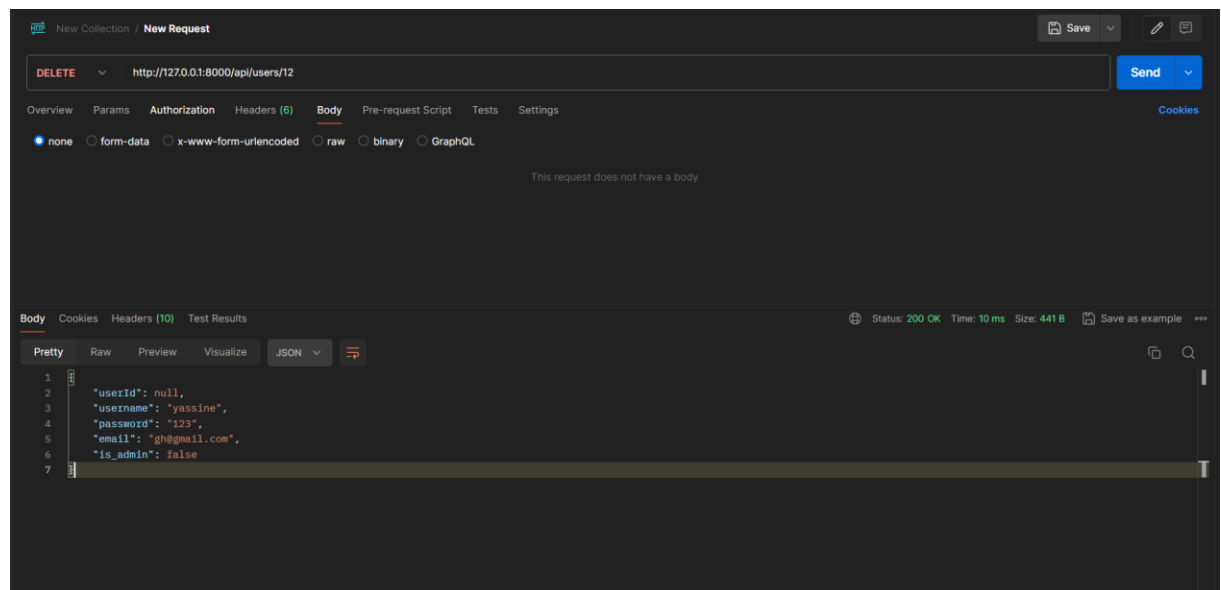 HTTP New Collection / New Request Save
DELETE http://127.0.0.1:8000/api/users/12 Send
Overview Params Authorization Headers (6) Body Pre-request Script Tests Settings Cookies
none form-data x-www-form-urlencoded raw binary GraphQL
This request does not have a body
Body Cookies Headers (10) Test Results Status: 200 OK Time: 10 ms Size: 441 B Save as example
Pretty Raw Preview Visualize JSON
1 {
2 "userId": null,
3 "username": "yassine",
4 "password": "123",
5 "email": "gh@gmail.com",
6 "is_admin": false
7 }